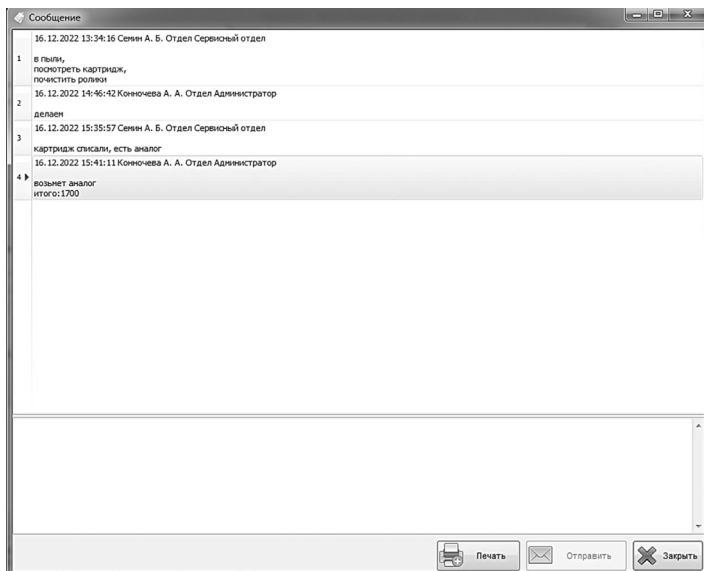 Сообщение
16.12.2022 13:34:16 Семин А. Б. Отдел Сервисный отдел
1
в пыли,
посмотреть картридж,
почистить ролики
16.12.2022 14:46:42 Конночева А. А. Отдел Администратор
2
делаем
16.12.2022 15:35:57 Семин А. Б. Отдел Сервисный отдел
3
картридж списали, есть аналог
16.12.2022 15:41:11 Конночева А. А. Отдел Администратор
4
возьмет аналог
итого:1700
Печать
Отправить
Закрыть